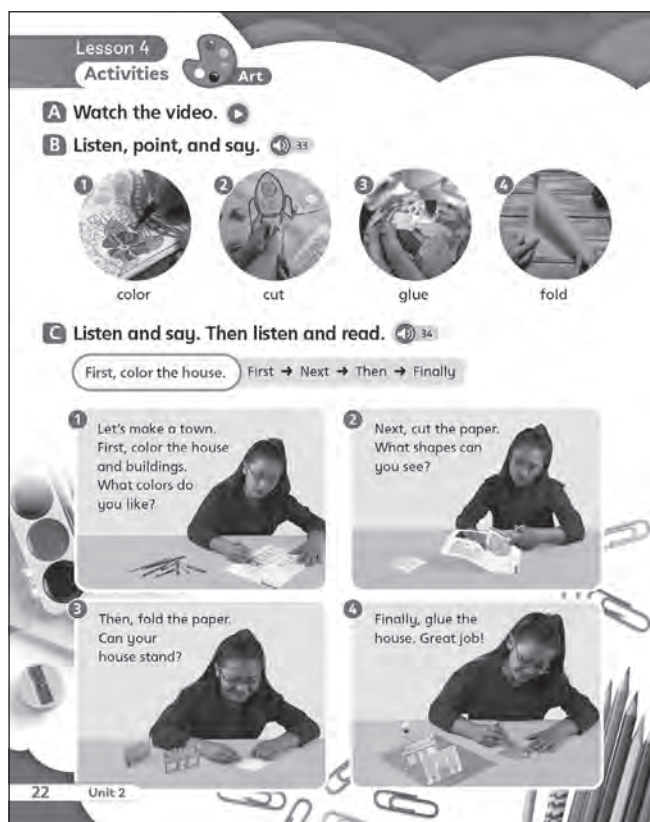 Lesson 4
Activities
Art
A Watch the video.
B Listen, point, and say. 33
1
color
2
cut
3
glue
4
fold
C Listen and say. Then listen and read. 34
First, color the house. First → Next → Then → Finally
1
Let's make a town.
First, color the house
and buildings.
What colors do
you like?
2
Next, cut the paper.
What shapes can
you see?
3
Then, fold the paper.
Can your
house stand?
4
Finally, glue the
house. Great job!
22 Unit 2